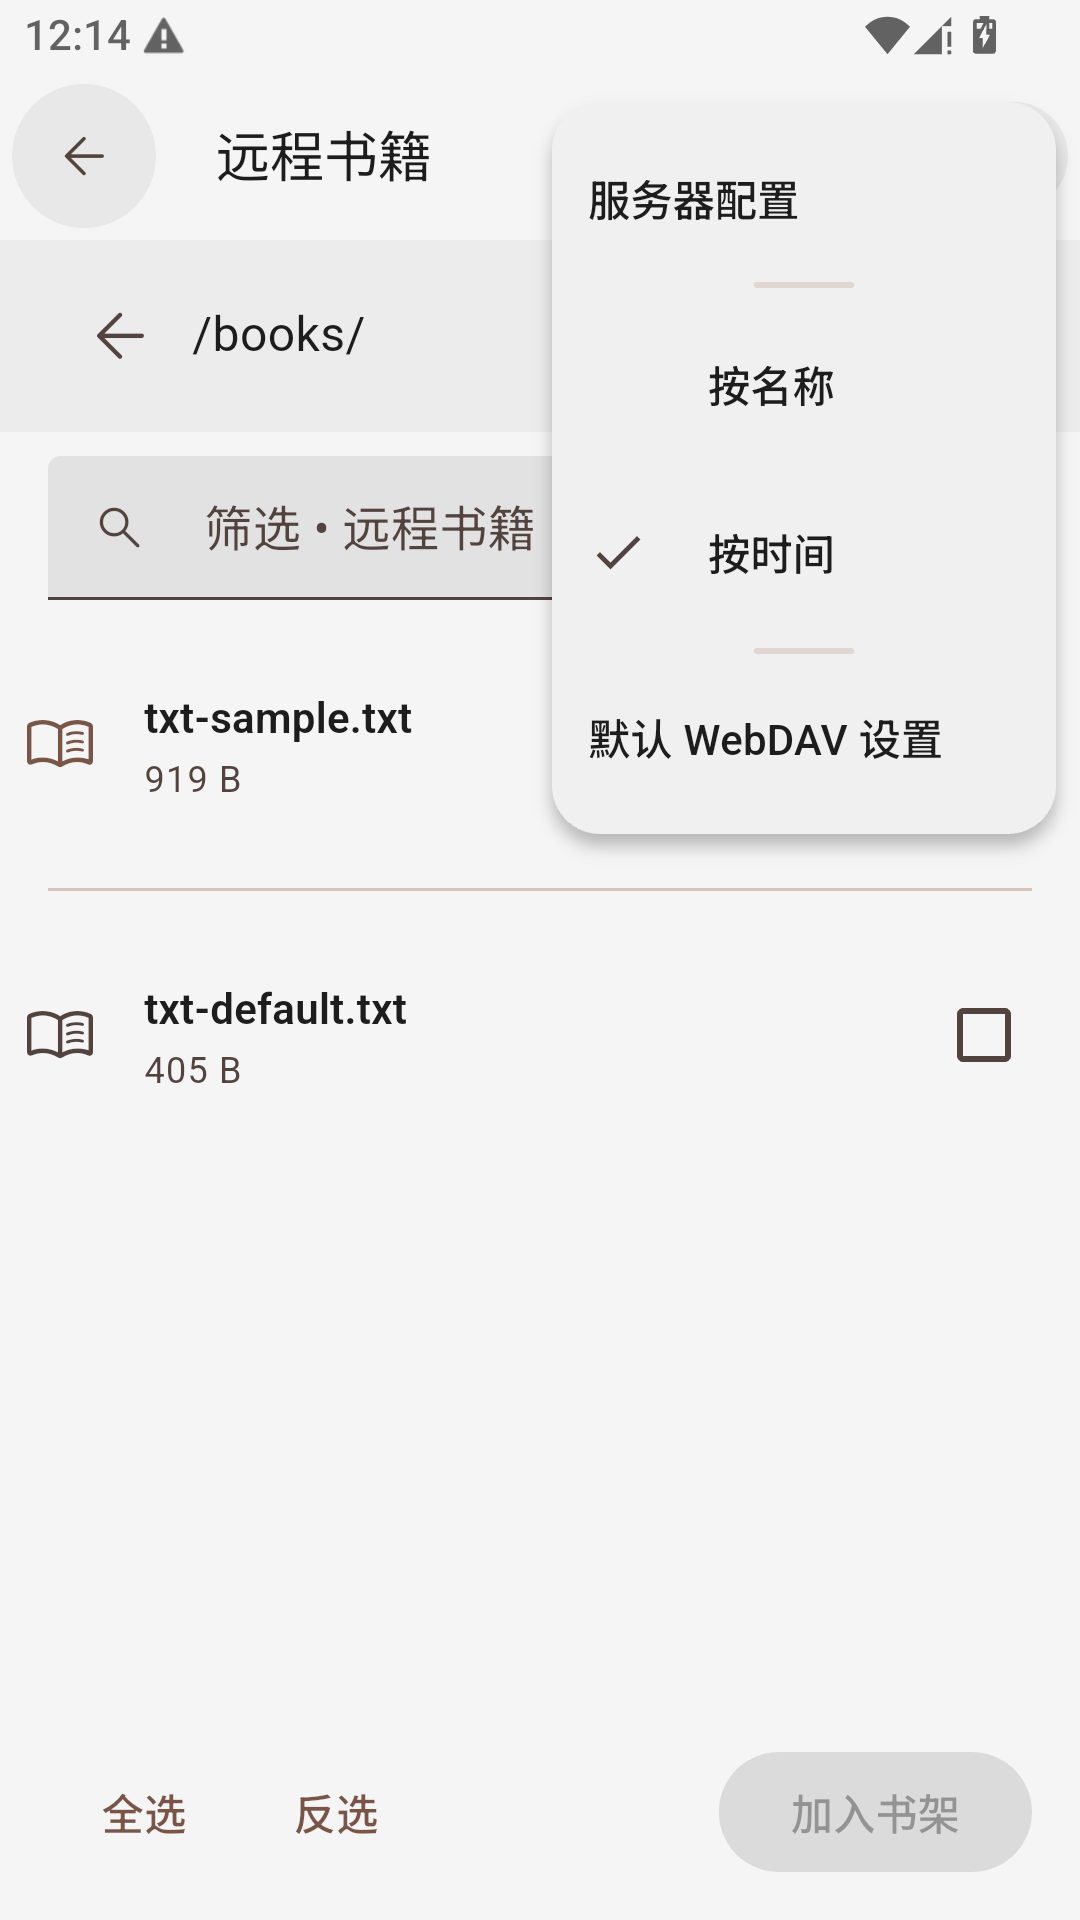 12:14
远程书籍
服务器配置
/books/
按名称
筛选 • 远程书籍
按时间
txt-sample.txt
919 B
默认 WebDAV 设置
txt-default.txt
405 B
全选
反选
加入书架